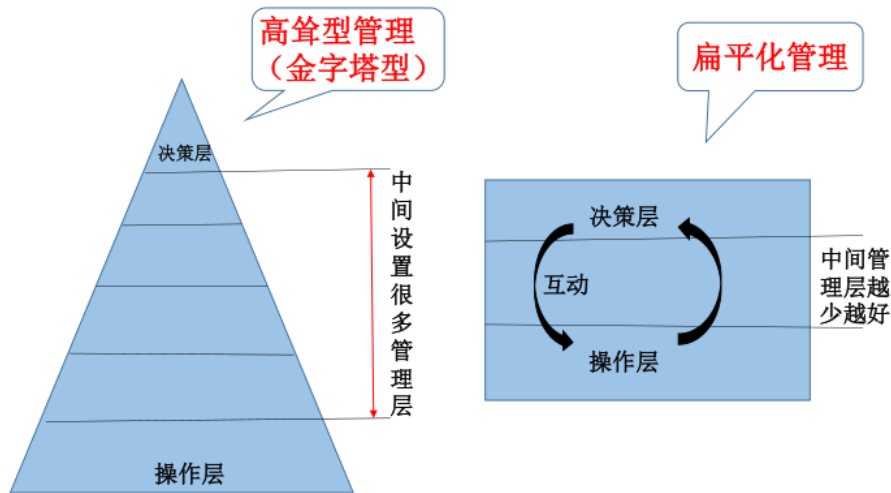 高耸型管理
（金字塔型）
决策层
中间设置很多管理层
操作层
扁平化管理
决策层
互动
操作层
中间管
理层越
少越好